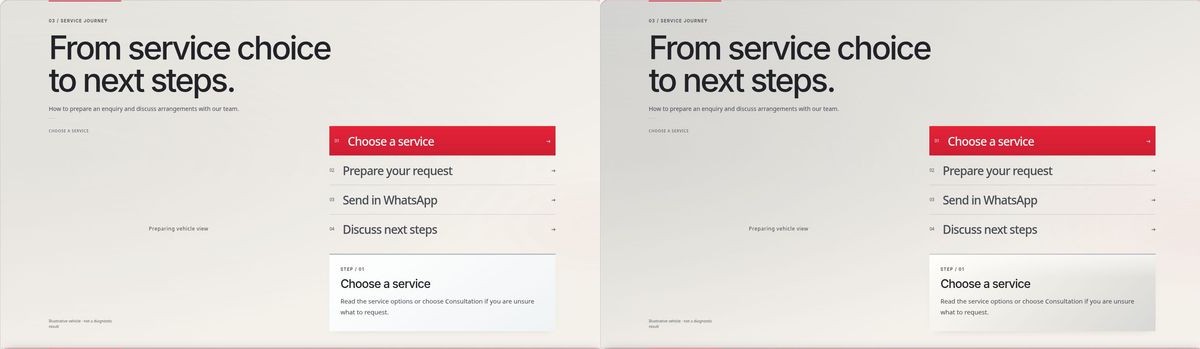 03 / SERVICE JOURNEY
From service choice
to next steps.
How to prepare an enquiry and discuss arrangements with our team.
CHOOSE A SERVICE
01 Choose a service →
02 Prepare your request →
03 Send in WhatsApp →
04 Discuss next steps →
Preparing vehicle view
STEP / 01
Choose a service
Read the service options or choose Consultation if you are unsure
what to request.
Illustrative vehicle · not a diagnostic
result
03 / SERVICE JOURNEY
From service choice
to next steps.
How to prepare an enquiry and discuss arrangements with our team.
CHOOSE A SERVICE
01 Choose a service →
02 Prepare your request →
03 Send in WhatsApp →
04 Discuss next steps →
Preparing vehicle view
STEP / 01
Choose a service
Read the service options or choose Consultation if you are unsure
what to request.
Illustrative vehicle · not a diagnostic
result